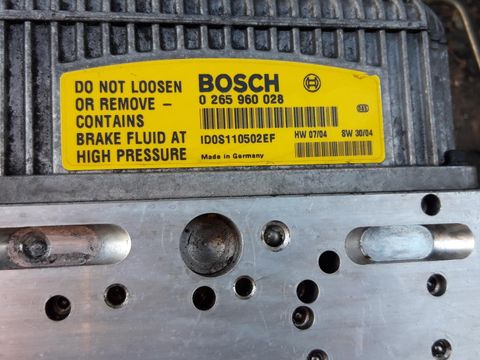 DO NOT LOOSEN
OR REMOVE –
CONTAINS
BRAKE FLUID AT
HIGH PRESSURE
BOSCH
0 265 960 028
ID0S110502EF
HW 07/04 SW 30/04
Made in Germany